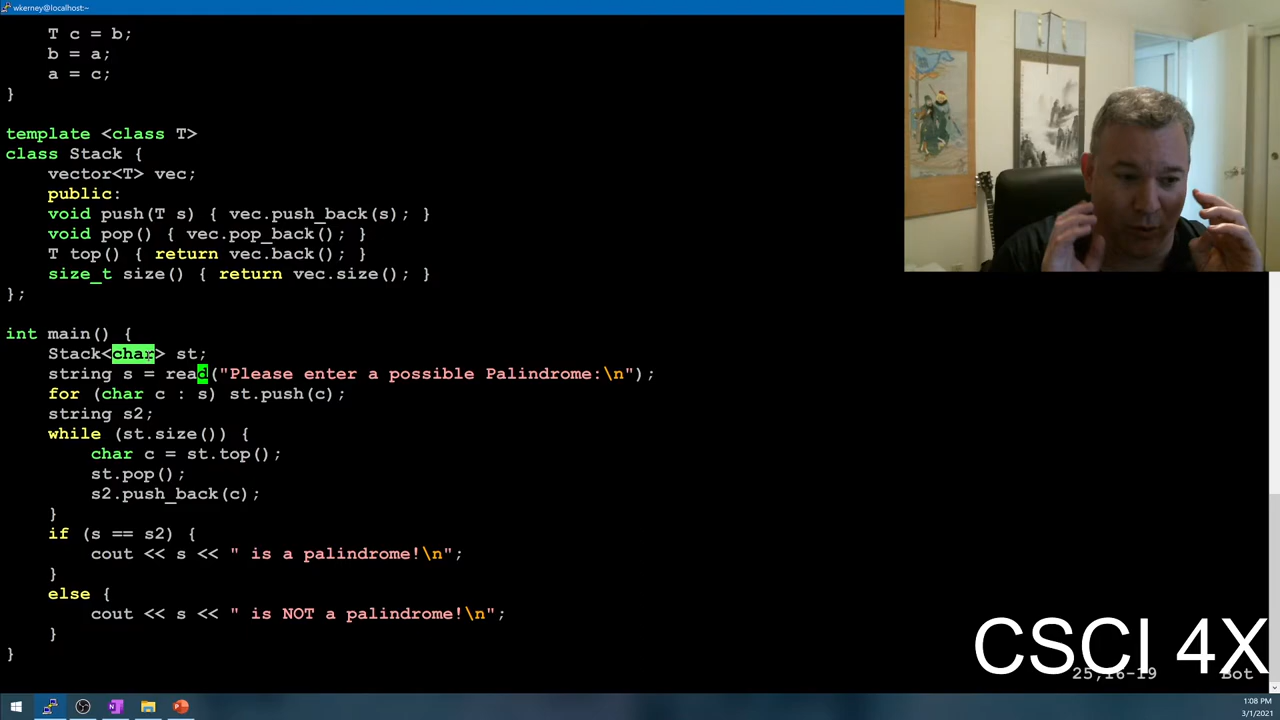 wkerney@localhost:~
T c = b;
b = a;
a = c;
}
template <class T>
class Stack {
vector<T> vec;
public:
void push(T s) { vec.push_back(s); }
void pop() { vec.pop_back(); }
T top() { return vec.back(); }
size_t size() { return vec.size(); }
};
int main() {
Stack<char> st;
string s = read("Please enter a possible Palindrome:\n");
for (char c : s) st.push(c);
string s2;
while (st.size()) {
char c = st.top();
st.pop();
s2.push_back(c);
}
if (s == s2) {
cout << s << " is a palindrome!\n";
}
else {
cout << s << " is NOT a palindrome!\n";
}
}
CSCI 4X
25,16-19 Bot
1:08 PM
3/1/2021